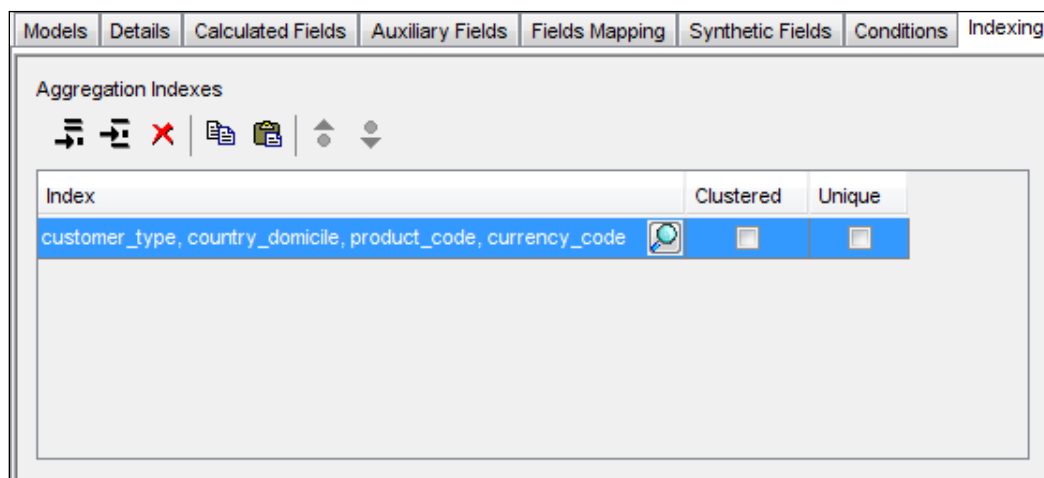 Models Details Calculated Fields Auxiliary Fields Fields Mapping Synthetic Fields Conditions Indexing
Aggregation Indexes
Index Clustered Unique
customer_type, country_domicile, product_code, currency_code